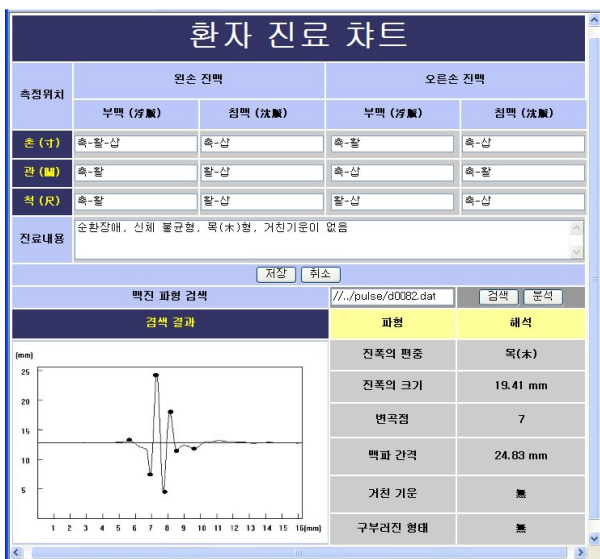 환자 진료 챠트
측정위치 왼손 진맥 오른손 진맥
부맥 (浮脈) 침맥 (沈脈) 부맥 (浮脈) 침맥 (沈脈)
촌 (寸) 촉-활-삽 촉-삽 촉-활 촉-삽
관 (關) 촉-활 활-삽 촉-삽 촉-활
척 (尺) 촉-활 활-삽 활-삽 촉-삽
진료내용 순환장애, 신체 불균형, 목(木)형, 거친기운이 없음
저장 취소
맥진 파형 검색 //../pulse/d0082.dat 검색 분석
검색 결과 파형 해석
진폭의 편중 목(木)
진폭의 크기 19.41 mm
변곡점 7
맥파 간격 24.83 mm
거친 기운 無
구부러진 형태 無
(mm)
25
20
15
10
5
1 2 3 4 5 6 7 8 9 10 11 12 13 14 15 16(mm)